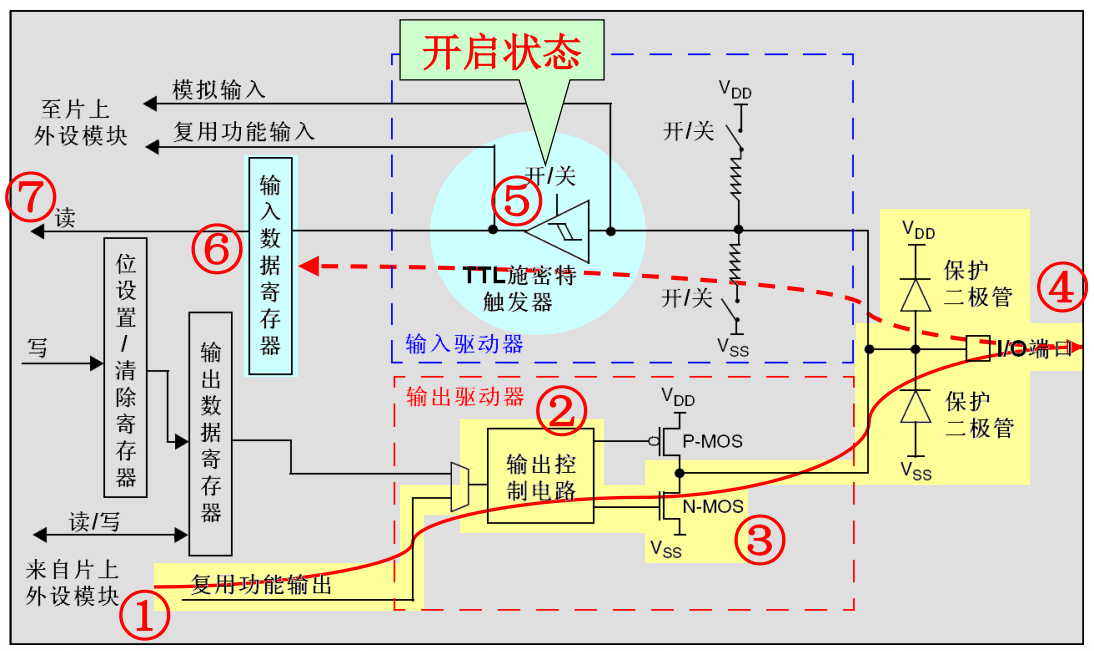 开启状态
模拟输入
至片上
外设模块
复用功能输入
VDD
开/关
开/关
⑤
⑦
读
⑥
输入数据寄存器
TTL施密特
触发器
开/关
VSS
输入驱动器
VDD
保护
二极管
④
I/O端口
保护
二极管
VSS
位设置/清除寄存器
写
输出数据寄存器
输出驱动器
②
VDD
P-MOS
输出控
制电路
N-MOS
VSS
③
读/写
来自片上
外设模块
复用功能输出
①